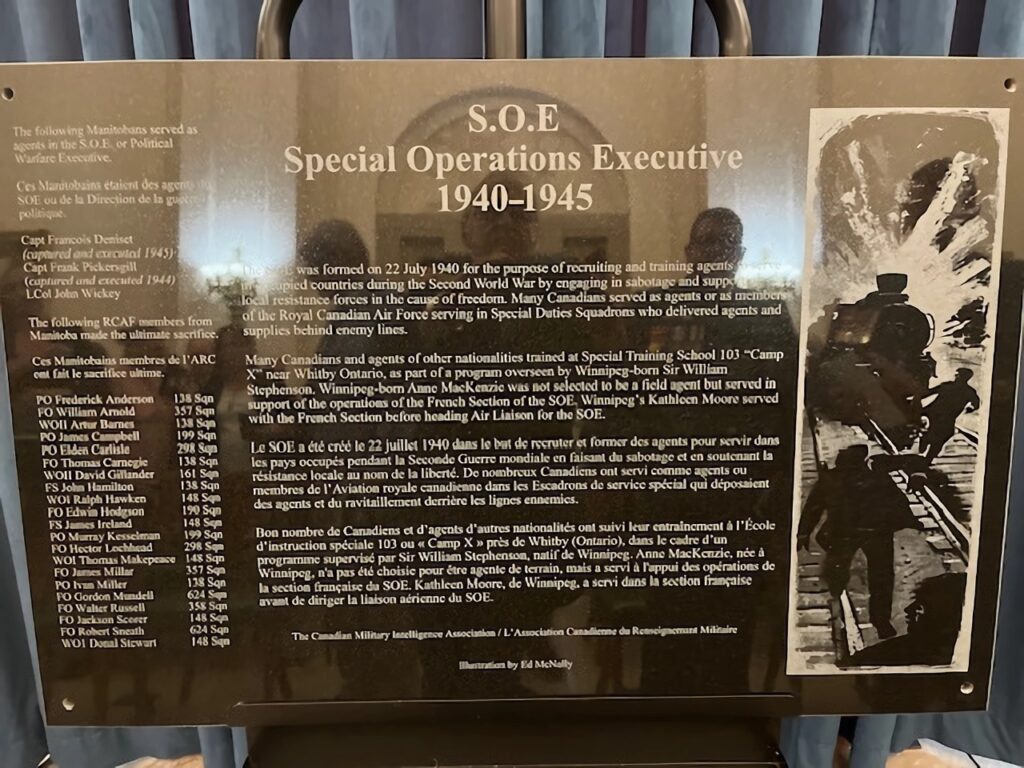 S.O.E
Special Operations Executive
1940–1945
The following Manitobans served as
agents in the S.O.E. or Political
Warfare Executive.
Ces Manitobains étaient des agents du
SOE ou de la Direction de la guerre
politique.
Capt Francois Deniset
(captured and executed 1945)
Capt Frank Pickersgill
(captured and executed 1944)
LCol John Wickey
The following RCAF members from
Manitoba made the ultimate sacrifice.
Ces Manitobains membres de l'ARC
ont fait le sacrifice ultime.
PO Frederick Anderson 138 Sqn
FO William Arnold 357 Sqn
WOII Artur Barnes 138 Sqn
PO James Campbell 199 Sqn
PO Elden Carlisle 298 Sqn
FO Thomas Carnegie 138 Sqn
WOII David Gillander 161 Sqn
FS John Hamilton 138 Sqn
WO1 Ralph Hawken 148 Sqn
FO Edwin Hodgson 190 Sqn
FS James Ireland 148 Sqn
PO Murray Kesselman 199 Sqn
FO Hector Lochhead 298 Sqn
WO1 Thomas Makepeace 148 Sqn
FO James Millar 357 Sqn
PO Ivan Miller 138 Sqn
FO Gordon Mundell 624 Sqn
FO Walter Russell 358 Sqn
FO Jackson Scorer 148 Sqn
FO Robert Sneath 624 Sqn
WO1 Donal Stewart 148 Sqn
The SOE was formed on 22 July 1940 for the purpose of recruiting and training agents to serve
in occupied countries during the Second World War by engaging in sabotage and supporting
local resistance forces in the cause of freedom. Many Canadians served as agents or as members
of the Royal Canadian Air Force serving in Special Duties Squadrons who delivered agents and
supplies behind enemy lines.
Many Canadians and agents of other nationalities trained at Special Training School 103 "Camp
X" near Whitby Ontario, as part of a program overseen by Winnipeg-born Sir William
Stephenson. Winnipeg-born Anne MacKenzie was not selected to be a field agent but served in
support of the operations of the French Section of the SOE, Winnipeg's Kathleen Moore served
with the French Section before heading Air Liaison for the SOE.
Le SOE a été créé le 22 juillet 1940 dans le but de recruter et former des agents pour servir dans
les pays occupés pendant la Seconde Guerre mondiale en faisant du sabotage et en soutenant la
résistance locale au nom de la liberté. De nombreux Canadiens ont servi comme agents ou
membres de l'Aviation royale canadienne dans les Escadrons de service spécial qui déposaient
des agents et du ravitaillement derrière les lignes ennemies.
Bon nombre de Canadiens et d'agents d'autres nationalités ont suivi leur entraînement à l'École
d'instruction spéciale 103 ou « Camp X » près de Whitby (Ontario), dans le cadre d'un
programme supervisé par Sir William Stephenson, natif de Winnipeg. Anne MacKenzie, née à
Winnipeg, n'a pas été choisie pour être agente de terrain, mais a servi à l'appui des opérations de
la section française du SOE. Kathleen Moore, de Winnipeg, a servi dans la section française
avant de diriger la liaison aérienne du SOE.
The Canadian Military Intelligence Association / L'Association Canadienne du Renseignement Militaire
Illustration by Ed McNally